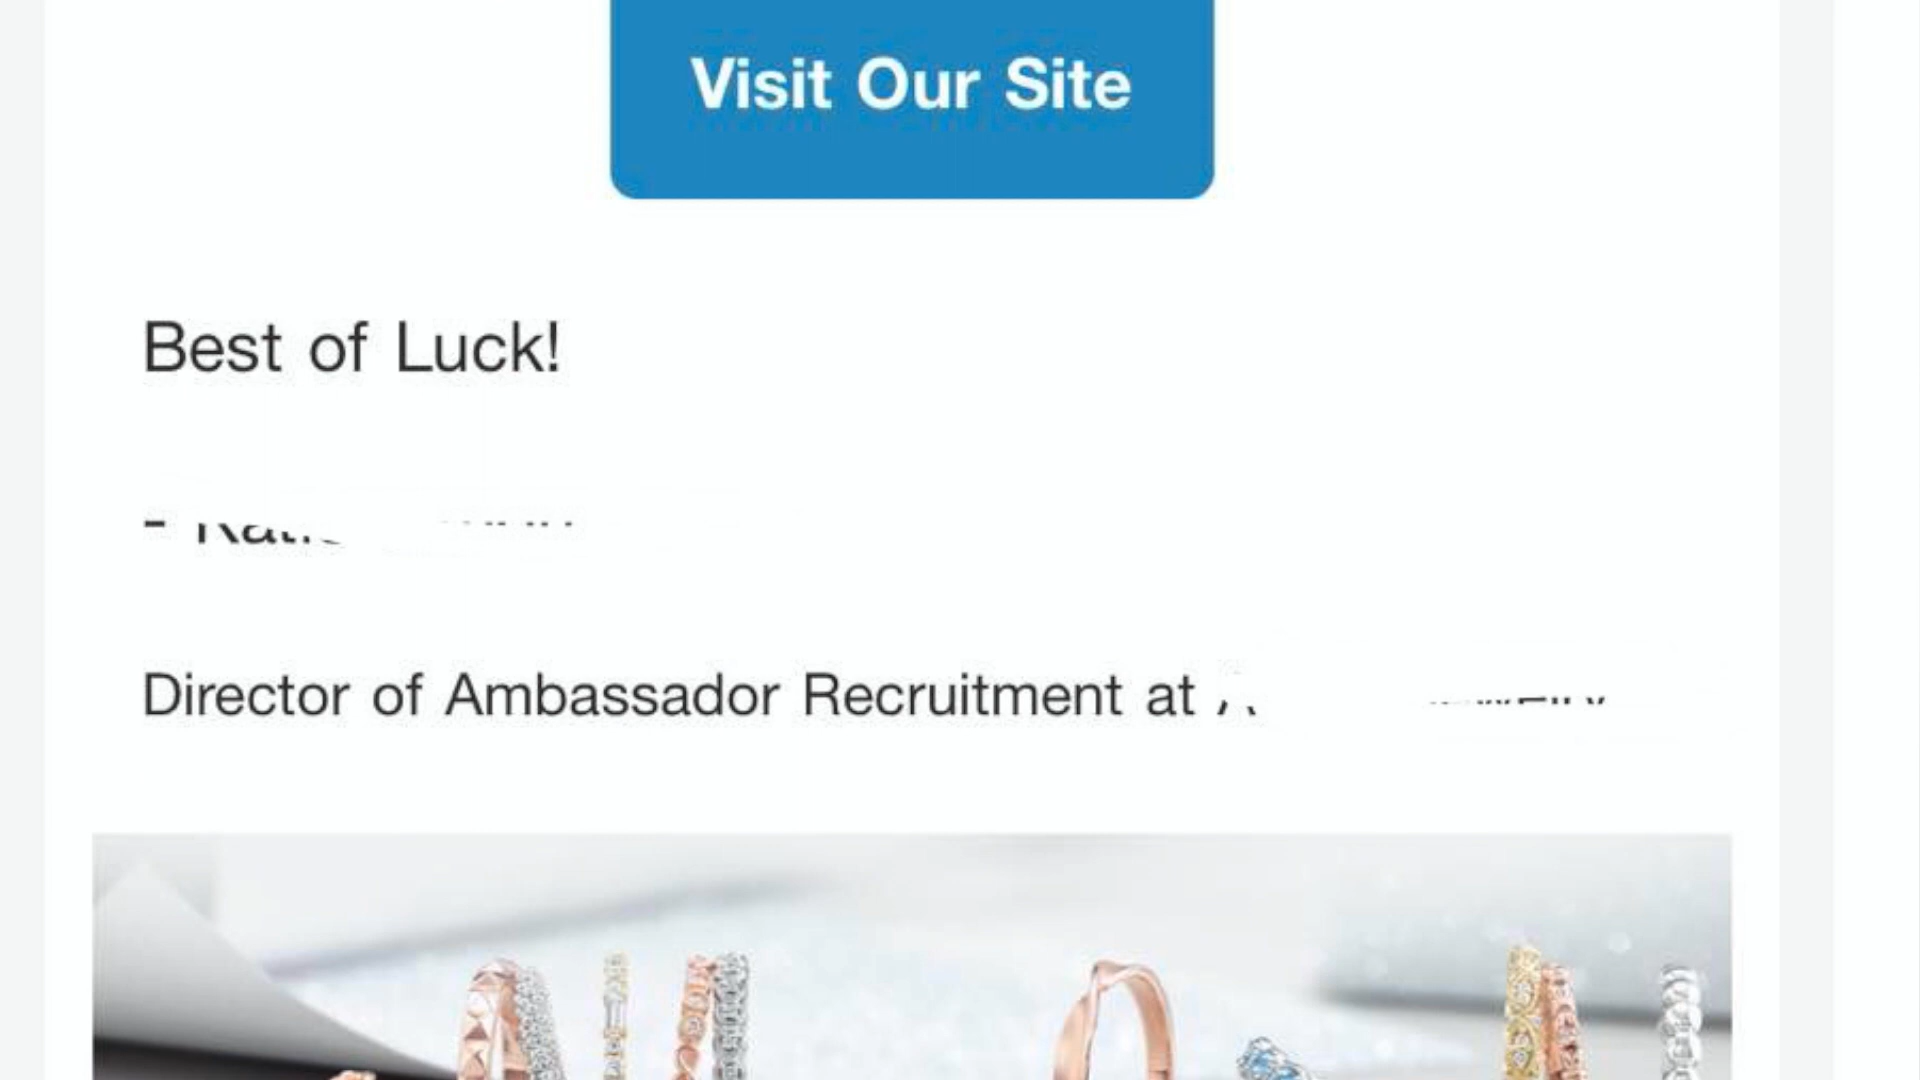 Visit Our Site
Best of Luck!
Director of Ambassador Recruitment at